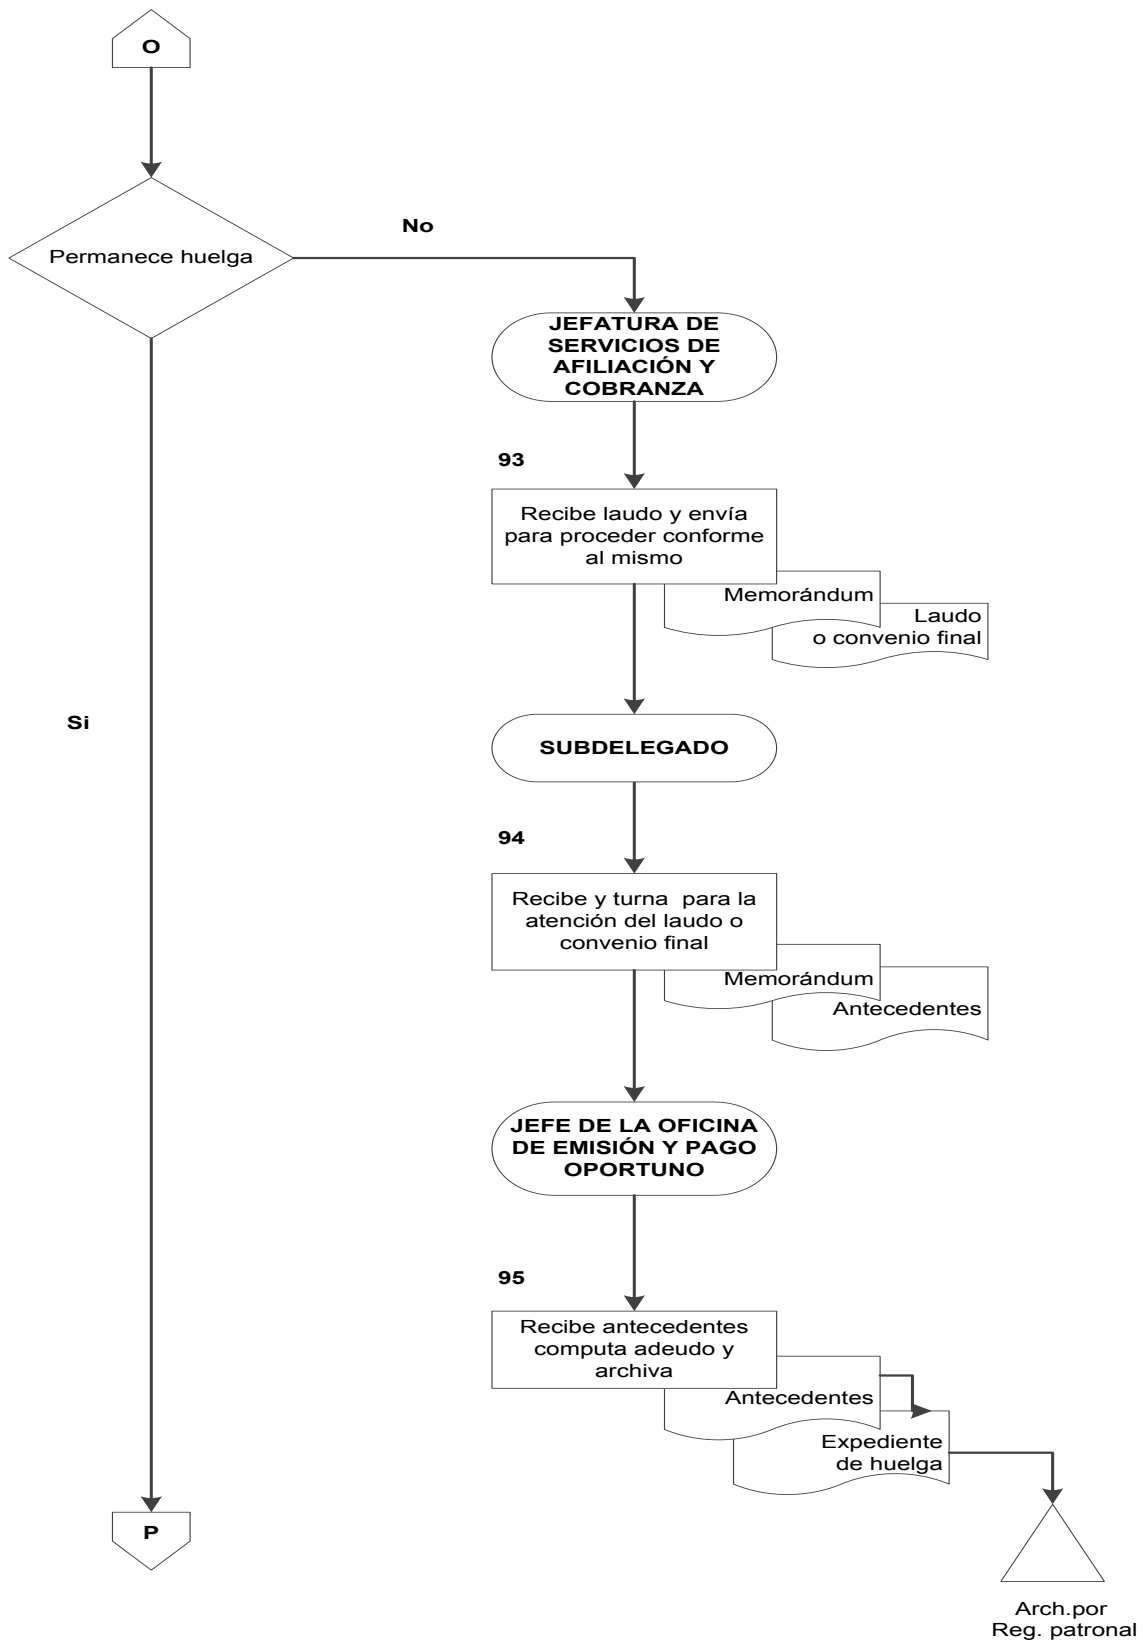 O
Permanece huelga
No
JEFATURA DE
SERVICIOS DE
AFILIACIÓN Y
COBRANZA
93
Recibe laudo y envía
para proceder conforme
al mismo
Memorándum
Laudo
o convenio final
Si
SUBDELEGADO
94
Recibe y turna  para la
atención del laudo o
convenio final
Memorándum
Antecedentes
JEFE DE LA OFICINA
DE EMISIÓN Y PAGO
OPORTUNO
95
Recibe antecedentes
computa adeudo y
archiva
Antecedentes
Expediente
de huelga
P
Arch.por
Reg. patronal